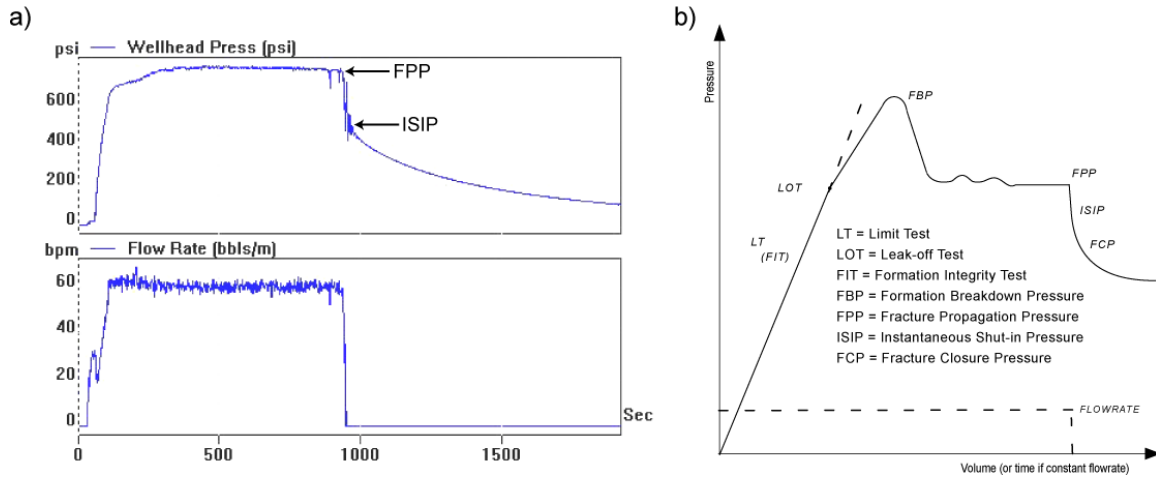 a)
psi
Wellhead Press (psi)
600
400
200
0
FPP
ISIP
bpm
Flow Rate (bbls/m)
60
40
20
0
Sec
0
500
1000
1500
b)
Pressure
FBP
LOT
LT
(FIT)
FPP
ISIP
FCP
LT = Limit Test
LOT = Leak-off Test
FIT = Formation Integrity Test
FBP = Formation Breakdown Pressure
FPP = Fracture Propagation Pressure
ISIP = Instantaneous Shut-in Pressure
FCP = Fracture Closure Pressure
FLOWRATE
Volume (or time if constant flowrate)